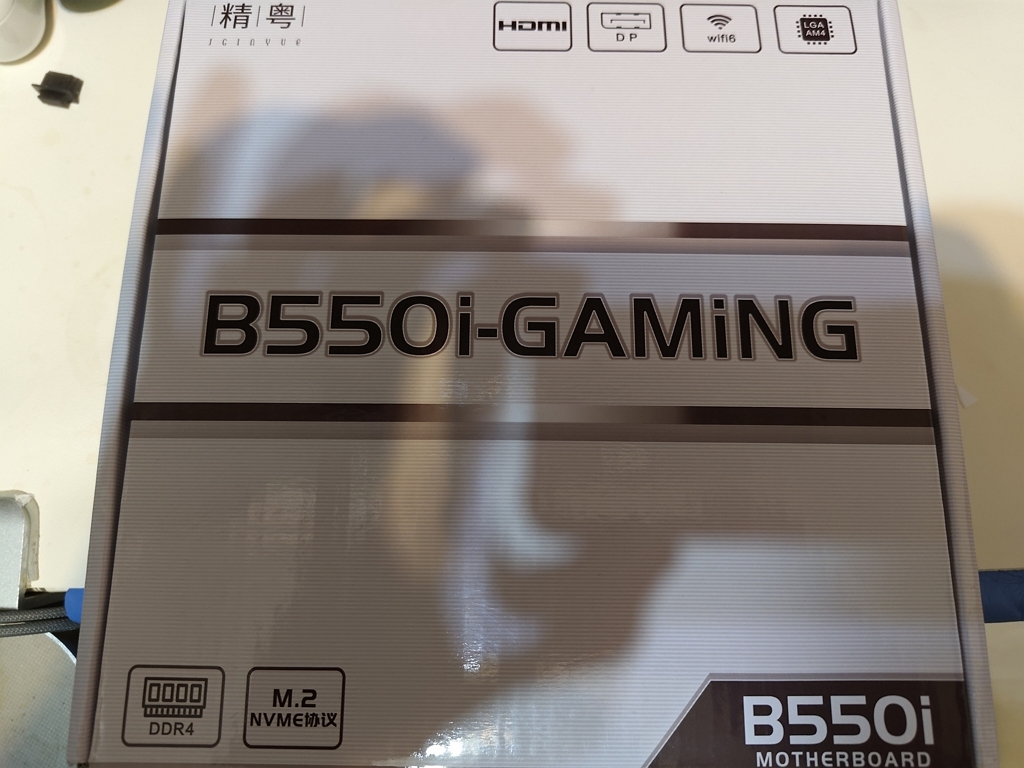 精粤
JGINYUE
HDMI
DP
wifi6
LGA
AM4
B550i-GAMiNG
DDR4
M.2
NVME协议
B550i
MOTHERBOARD